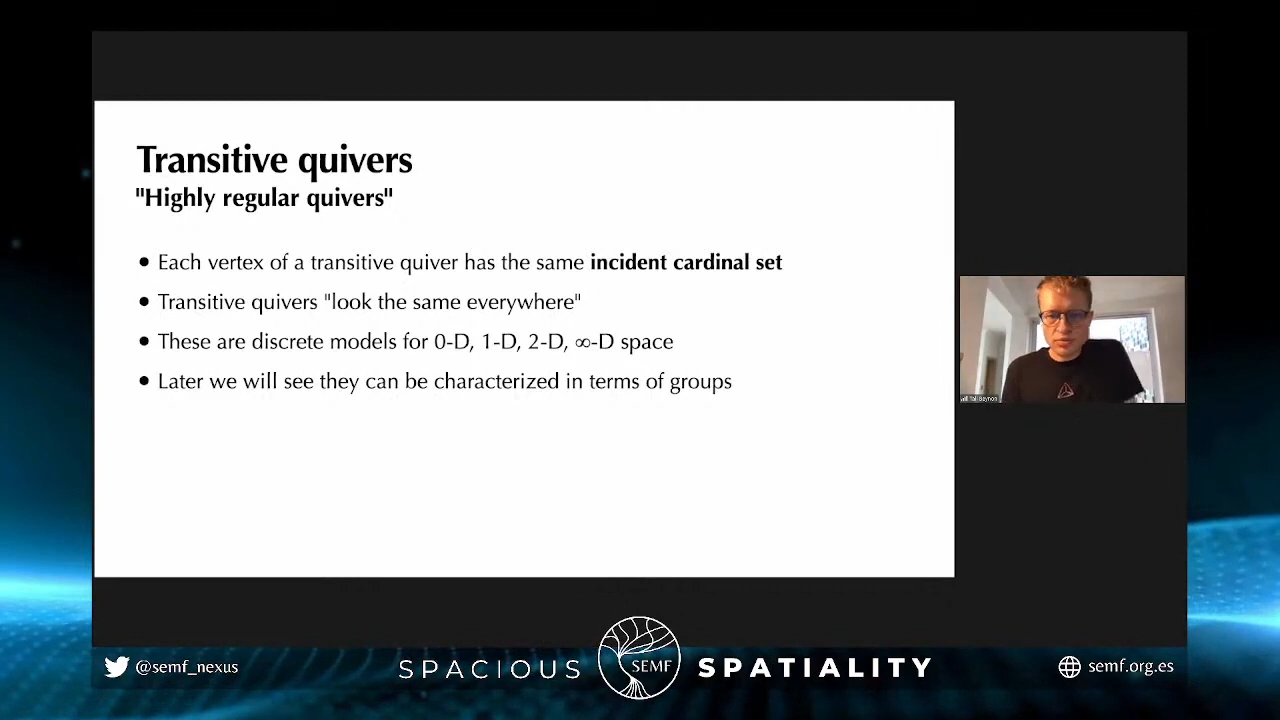 Transitive quivers
"Highly regular quivers"
• Each vertex of a transitive quiver has the same incident cardinal set
• Transitive quivers "look the same everywhere"
• These are discrete models for 0-D, 1-D, 2-D, ∞-D space
• Later we will see they can be characterized in terms of groups
@semf_nexus
SPACIOUS SEMF SPATIALITY
semf.org.es